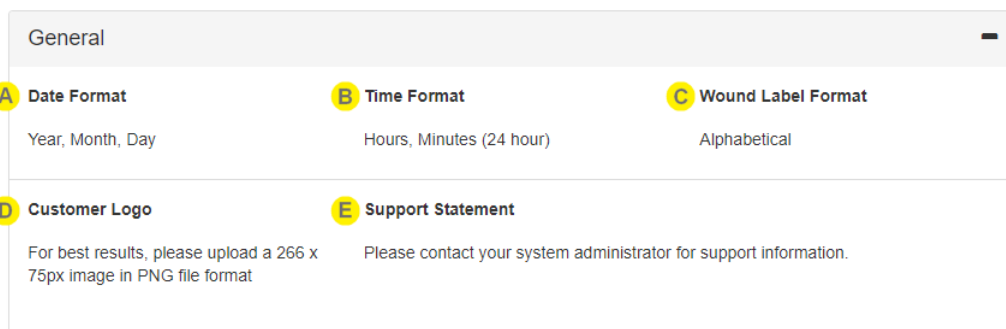 General
A Date Format
B Time Format
C Wound Label Format
Year, Month, Day
Hours, Minutes (24 hour)
Alphabetical
D Customer Logo
E Support Statement
For best results, please upload a 266 x
75px image in PNG file format
Please contact your system administrator for support information.